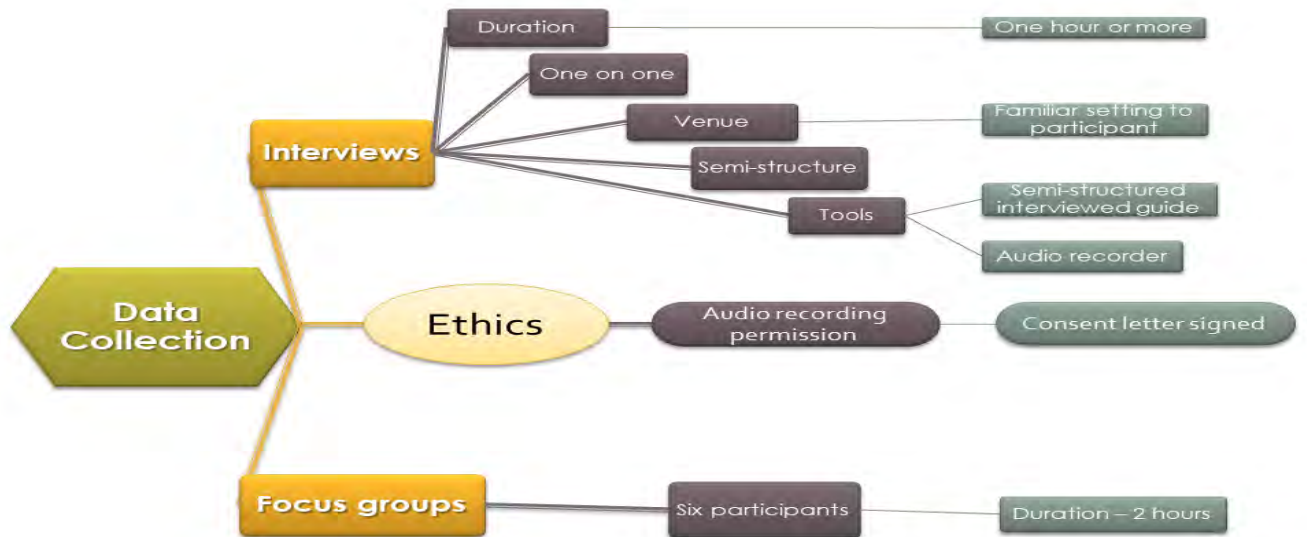 Duration
One hour or more
One on one
Venue
Familiar setting to
participant
Interviews
Semi-structure
Tools
Semi-structured
interviewed guide
Audio recorder
Data
Collection
Ethics
Audio recording
permission
Consent letter signed
Focus groups
Six participants
Duration – 2 hours